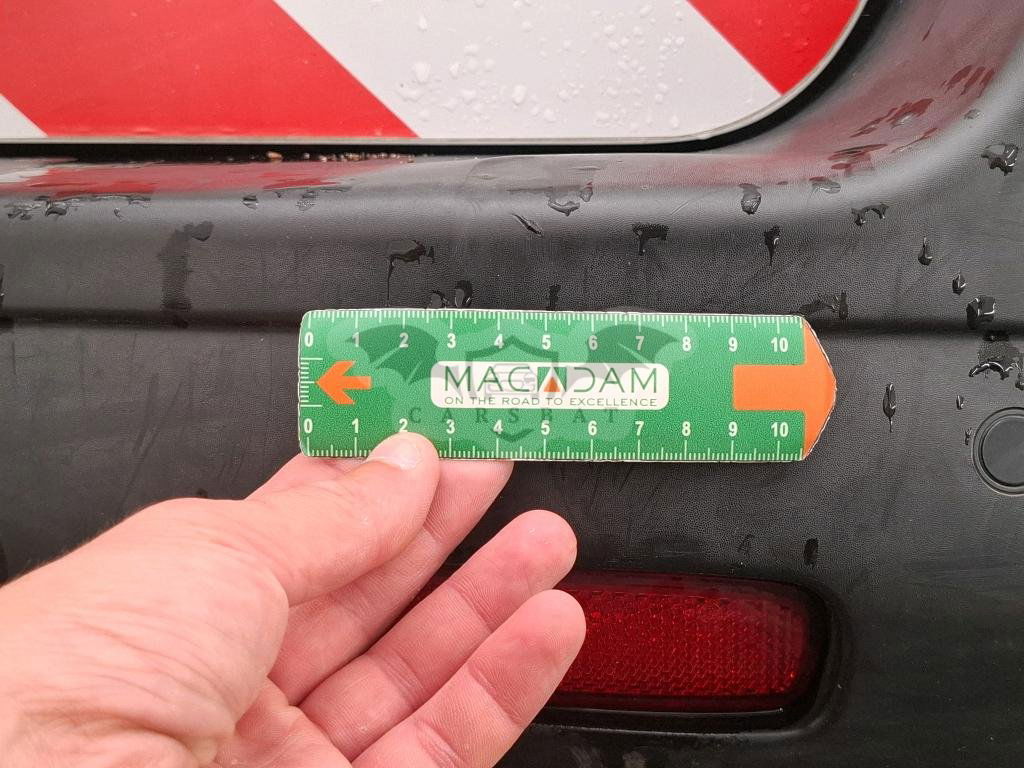 0 1 2 3 4 5 6 7 8 9 10
MACADAM
ON THE ROAD TO EXCELLENCE
CARSBAT
0 1 2 3 4 5 6 7 8 9 10